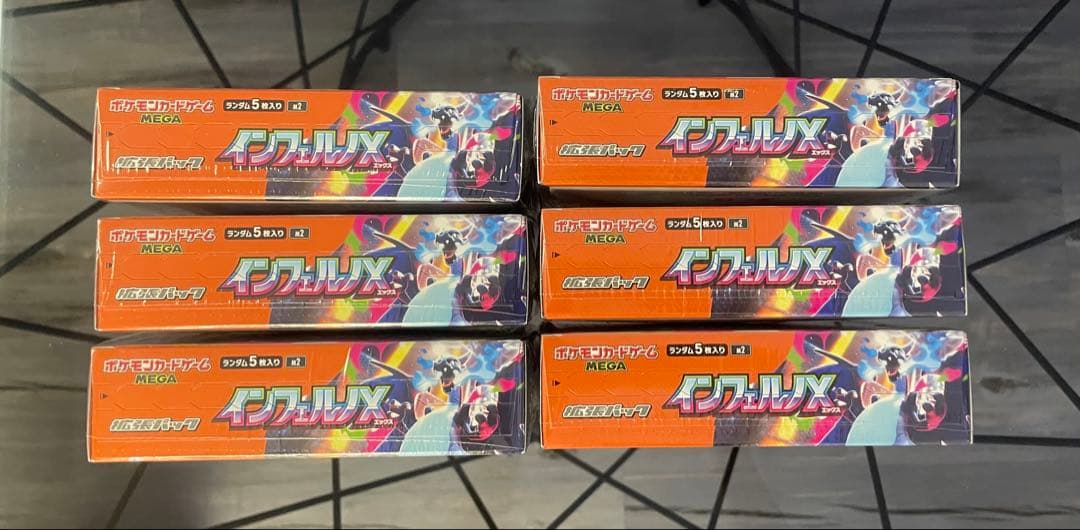 ポケモンカードゲーム
MEGA
ランダム5枚入り M2
拡張パック
インフェルノX
エックス
ポケモンカードゲーム
MEGA
ランダム5枚入り M2
拡張パック
インフェルノX
エックス
ポケモンカードゲーム
MEGA
ランダム5枚入り M2
拡張パック
インフェルノX
エックス
ポケモンカードゲーム
MEGA
ランダム5枚入り M2
拡張パック
インフェルノX
エックス
ポケモンカードゲーム
MEGA
ランダム5枚入り M2
拡張パック
インフェルノX
エックス
ポケモンカードゲーム
MEGA
ランダム5枚入り M2
拡張パック
インフェルノX
エックス